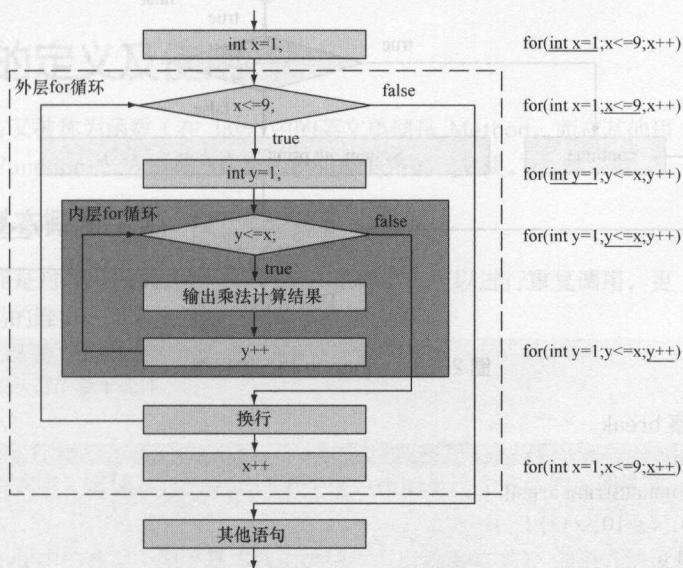 int x=1;
for(int x=1;x<=9;x++)
外层for循环
x<=9;
false
for(int x=1;x<=9;x++)
true
int y=1;
for(int y=1;y<=x;y++)
内层for循环
false
y<=x;
for(int y=1;y<=x;y++)
true
输出乘法计算结果
y++
for(int y=1;y<=x;y++)
换行
x++
for(int x=1;x<=9;x++)
其他语句